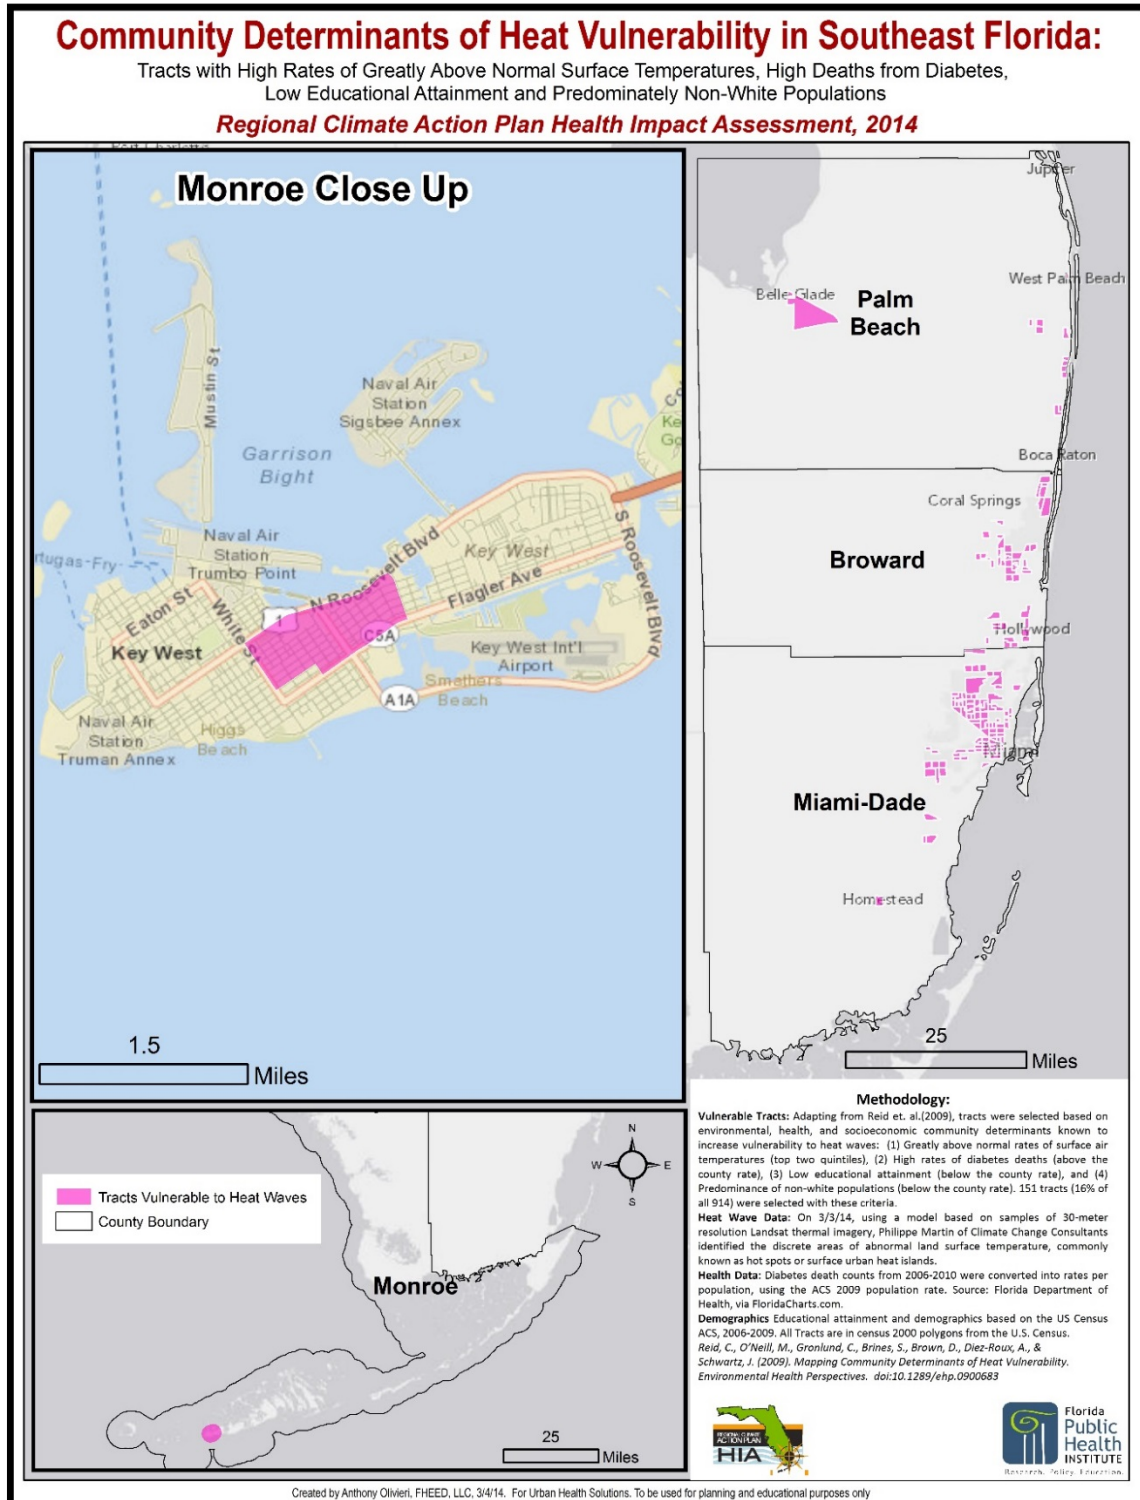 Community Determinants of Heat Vulnerability in Southeast Florida:
Tracts with High Rates of Greatly Above Normal Surface Temperatures, High Deaths from Diabetes,
Low Educational Attainment and Predominately Non-White Populations
Regional Climate Action Plan Health Impact Assessment, 2014
Monroe Close Up
Mustin St
Naval Air
Station
Sigsbee Annex
Garrison
Bight
Naval Air
Station
Trumbo Point
rtugas-Fry
Eaton St
White St
1
N Roosevelt Blvd
Key West
Flagler Ave
S Roosevelt Blvd
C5A
Key West
Key West Int'l
Airport
A1A
Smathers
Beach
Higgs
Beach
Naval Air
Station
Truman Annex
1.5
Miles
Jupiter
West Palm Beach
Belle Glade
Palm
Beach
Boca Raton
Coral Springs
Broward
Hollywood
Miami
Miami-Dade
Homestead
25
Miles
N
W E
S
Tracts Vulnerable to Heat Waves
County Boundary
Monroe
25
Miles
Methodology:
Vulnerable Tracts: Adapting from Reid et. al.(2009), tracts were selected based on
environmental, health, and socioeconomic community determinants known to
increase vulnerability to heat waves: (1) Greatly above normal rates of surface air
temperatures (top two quintiles), (2) High rates of diabetes deaths (above the
county rate), (3) Low educational attainment (below the county rate), and (4)
Predominance of non-white populations (below the county rate). 151 tracts (16% of
all 914) were selected with these criteria.
Heat Wave Data: On 3/3/14, using a model based on samples of 30-meter
resolution Landsat thermal imagery, Philippe Martin of Climate Change Consultants
identified the discrete areas of abnormal land surface temperature, commonly
known as hot spots or surface urban heat islands.
Health Data: Diabetes death counts from 2006-2010 were converted into rates per
population, using the ACS 2009 population rate. Source: Florida Department of
Health, via FloridaCharts.com.
Demographics Educational attainment and demographics based on the US Census
ACS, 2006-2009. All Tracts are in census 2000 polygons from the U.S. Census.
Reid, C., O'Neill, M., Gronlund, C., Brines, S., Brown, D., Diez-Roux, A., &
Schwartz, J. (2009). Mapping Community Determinants of Heat Vulnerability.
Environmental Health Perspectives. doi:10.1289/ehp.0900683
REGIONAL CLIMATE
ACTION PLAN
HIA
Florida
Public
Health
INSTITUTE
Research. Policy. Education.
Created by Anthony Olivieri, FHEED, LLC, 3/4/14. For Urban Health Solutions. To be used for planning and educational purposes only